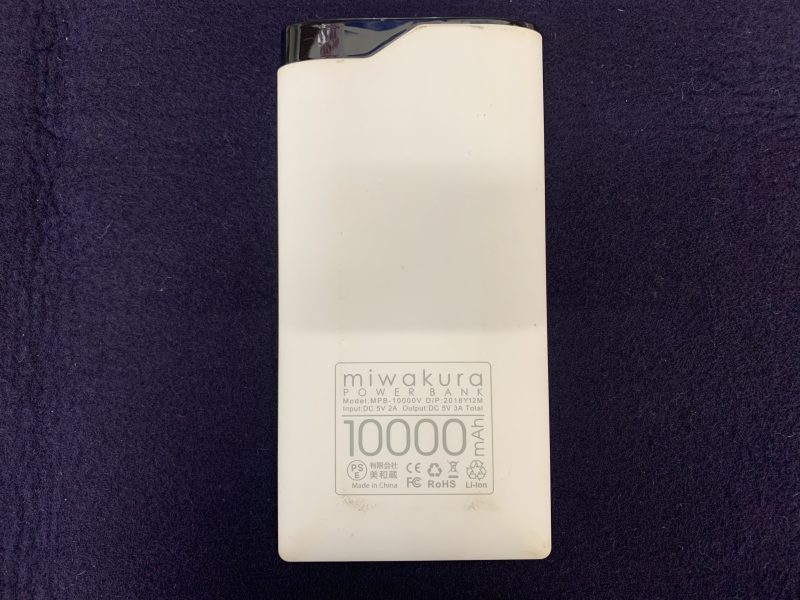 miwakura
POWER BANK
Model:MPB-10000V D/P:2018Y12M
Input:DC 5V 2A Output:DC 5V 3A Total
10000 mAh
PS E
有限会社
美和蔵
Made in China
CE
FC RoHS
Li-Ion